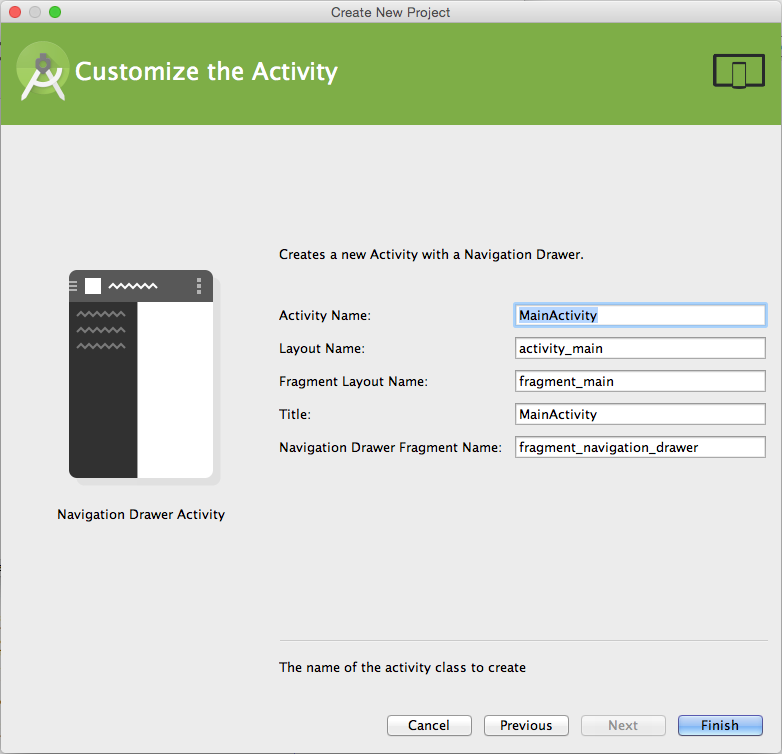 Create New Project
Customize the Activity
Creates a new Activity with a Navigation Drawer.
Activity Name: MainActivity
Layout Name: activity_main
Fragment Layout Name: fragment_main
Title: MainActivity
Navigation Drawer Fragment Name: fragment_navigation_drawer
Navigation Drawer Activity
The name of the activity class to create
Cancel Previous Next Finish